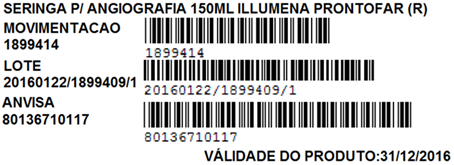 SERINGA P/ ANGIOGRAFIA 150ML ILLUMENA PRONTOFAR (R)
MOVIMENTACAO
1899414
1899414
LOTE
20160122/1899409/1
20160122/1899409/1
ANVISA
80136710117
80136710117
VÁLIDADE DO PRODUTO:31/12/2016